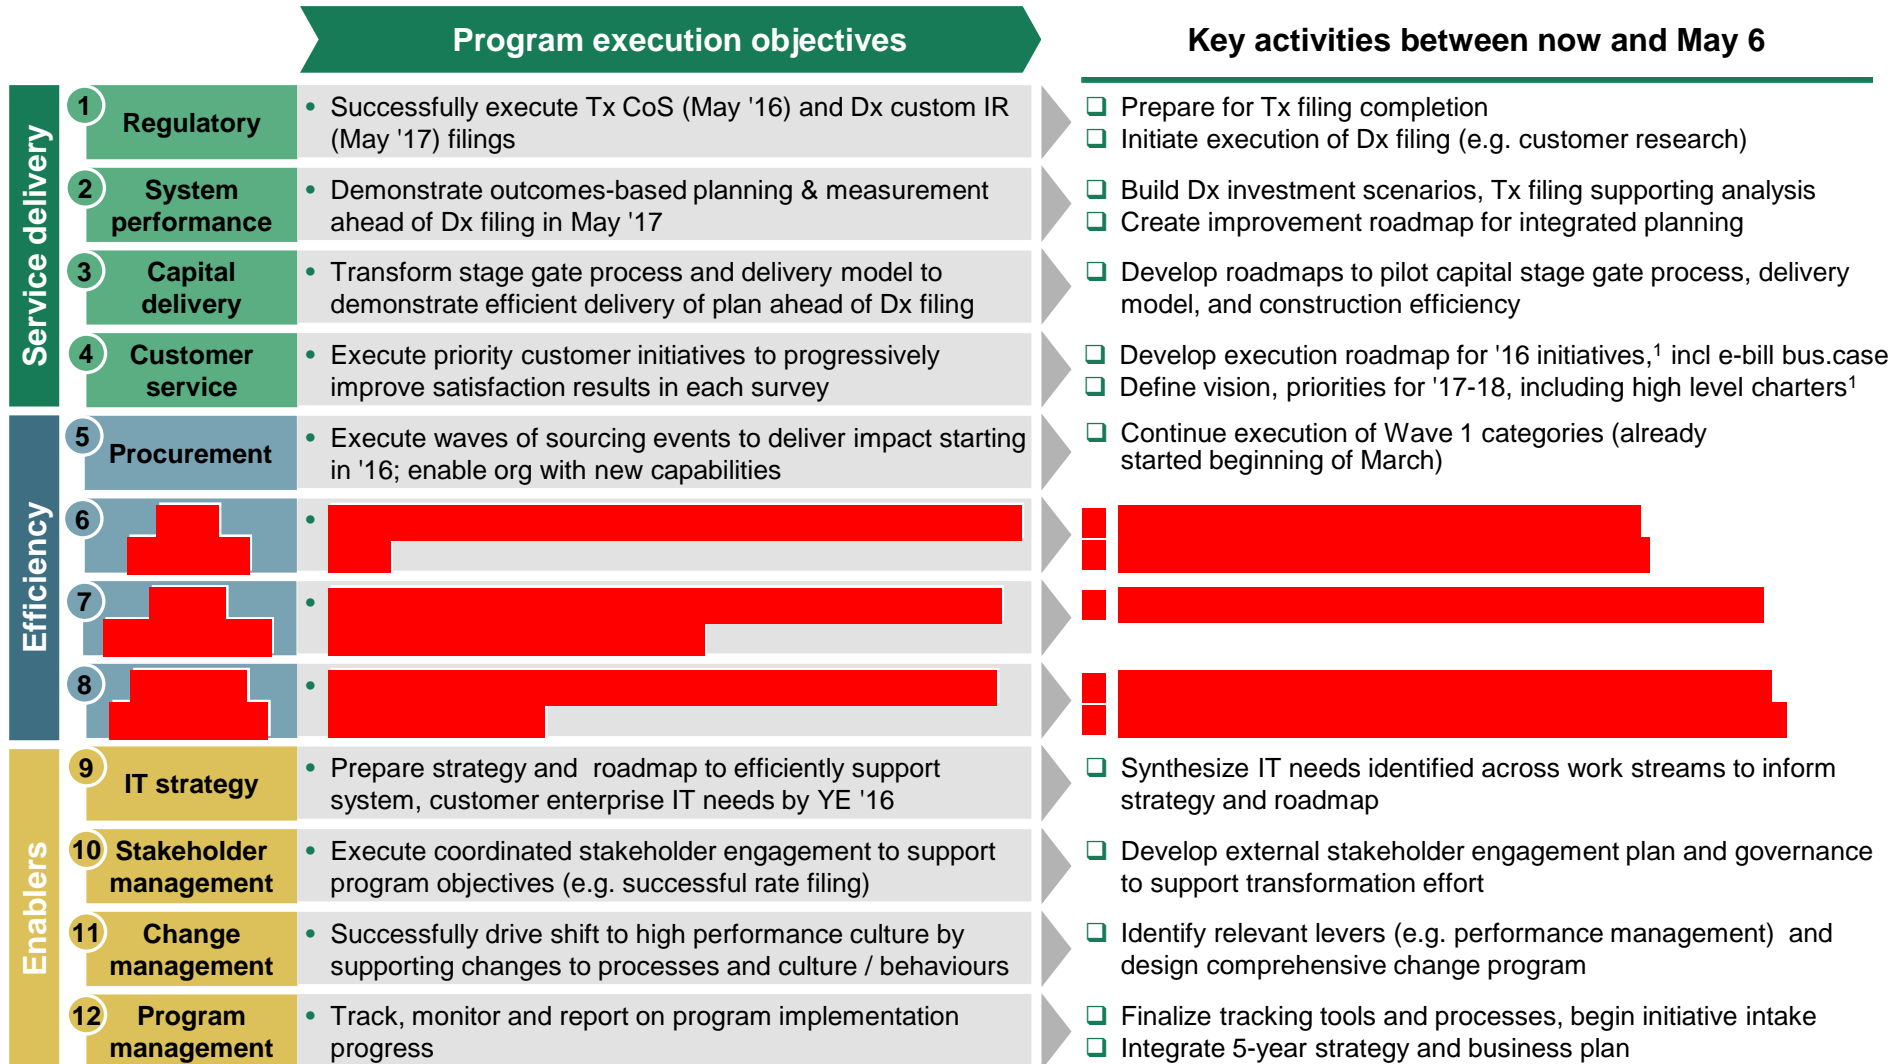 Program execution objectives
Key activities between now and May 6
Service delivery
1
Regulatory
• Successfully execute Tx CoS (May '16) and Dx custom IR
(May '17) filings
❑ Prepare for Tx filing completion
❑ Initiate execution of Dx filing (e.g. customer research)
2
System
performance
• Demonstrate outcomes-based planning & measurement
ahead of Dx filing in May '17
❑ Build Dx investment scenarios, Tx filing supporting analysis
❑ Create improvement roadmap for integrated planning
3
Capital
delivery
• Transform stage gate process and delivery model to
demonstrate efficient delivery of plan ahead of Dx filing
❑ Develop roadmaps to pilot capital stage gate process, delivery
model, and construction efficiency
4
Customer
service
• Execute priority customer initiatives to progressively
improve satisfaction results in each survey
❑ Develop execution roadmap for '16 initiatives,¹ incl e-bill bus.case
❑ Define vision, priorities for '17-18, including high level charters¹
Efficiency
5
Procurement
• Execute waves of sourcing events to deliver impact starting
in '16; enable org with new capabilities
❑ Continue execution of Wave 1 categories (already
started beginning of March)
6
•
7
•
8
•
Enablers
9
IT strategy
• Prepare strategy and  roadmap to efficiently support
system, customer enterprise IT needs by YE '16
❑ Synthesize IT needs identified across work streams to inform
strategy and roadmap
10
Stakeholder
management
• Execute coordinated stakeholder engagement to support
program objectives (e.g. successful rate filing)
❑ Develop external stakeholder engagement plan and governance
to support transformation effort
11
Change
management
• Successfully drive shift to high performance culture by
supporting changes to processes and culture / behaviours
❑ Identify relevant levers (e.g. performance management)  and
design comprehensive change program
12
Program
management
• Track, monitor and report on program implementation
progress
❑ Finalize tracking tools and processes, begin initiative intake
❑ Integrate 5-year strategy and business plan